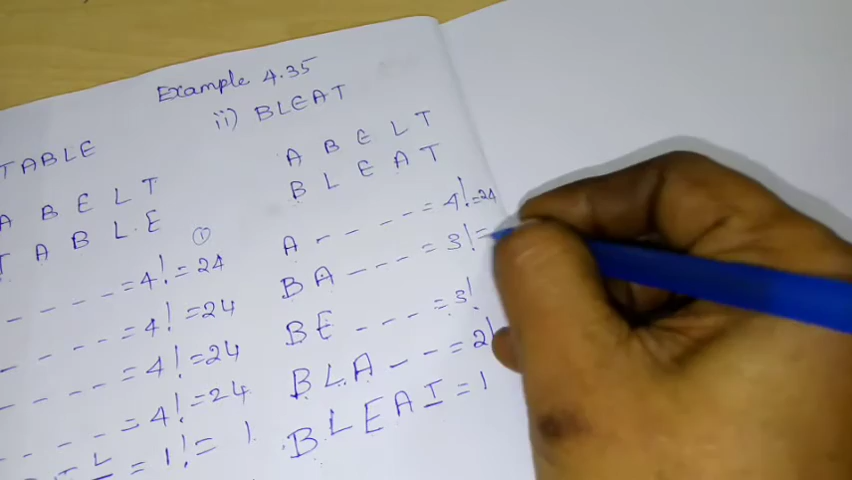 Example 4.35
TABLE
ii) BLEAT
A B E L T
T A B L E
①
- - - - - = 4! = 24
- - - - = 4! = 24
- - - - = 4! = 24
- - - - = 4! = 24
= 1! = 1
A B E L T
B L E A T
A - - - - = 4! = 24
B A - - - = 3! =
B E - - - = 3!
B L A - - = 2!
B L E A T = 1